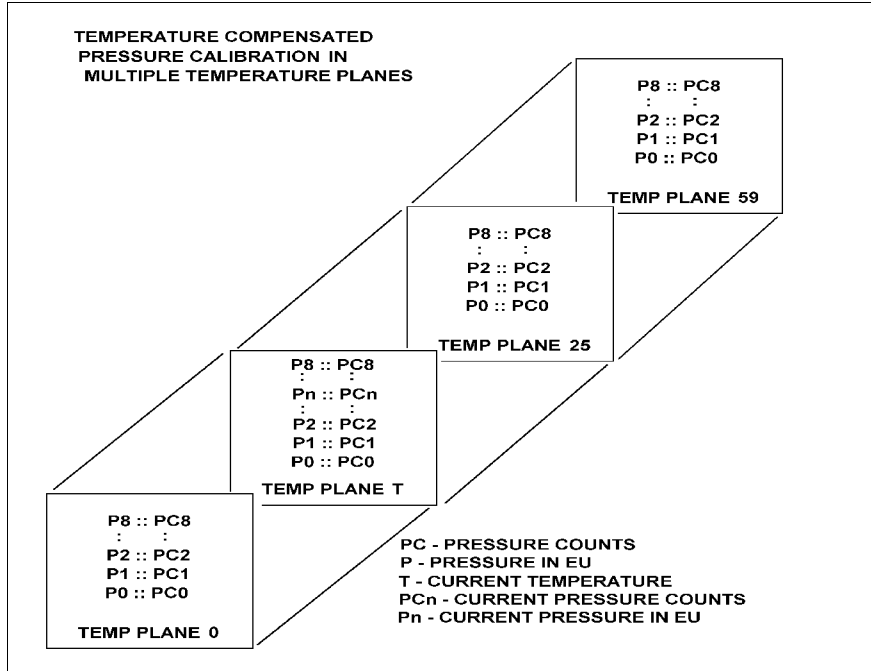 TEMPERATURE COMPENSATED
PRESSURE CALIBRATION IN
MULTIPLE TEMPERATURE PLANES
P8 :: PC8
: :
P2 :: PC2
P1 :: PC1
P0 :: PC0
TEMP PLANE 59
P8 :: PC8
: :
P2 :: PC2
P1 :: PC1
P0 :: PC0
TEMP PLANE 25
P8 :: PC8
: :
Pn :: PCn
: :
P2 :: PC2
P1 :: PC1
P0 :: PC0
TEMP PLANE T
P8 :: PC8
: :
P2 :: PC2
P1 :: PC1
P0 :: PC0
TEMP PLANE 0
PC - PRESSURE COUNTS
P - PRESSURE IN EU
T - CURRENT TEMPERATURE
PCn - CURRENT PRESSURE COUNTS
Pn - CURRENT PRESSURE IN EU